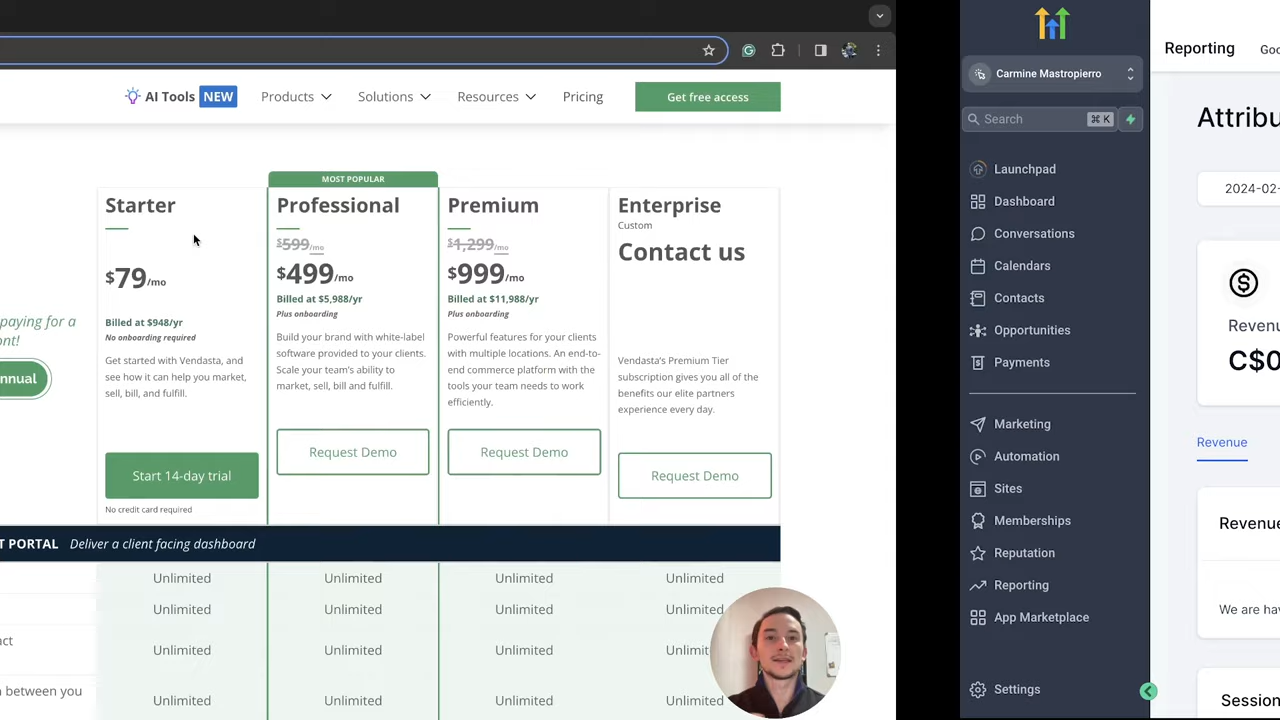 AI Tools NEW Products Solutions Resources Pricing Get free access
MOST POPULAR
Starter
$79/mo
Billed at $948/yr
No onboarding required
Get started with Vendasta, and
see how it can help you market,
sell, bill, and fulfill.
Start 14-day trial
No credit card required
Professional
$599/mo
$499/mo
Billed at $5,988/yr
Plus onboarding
Build your brand with white-label
software provided to your clients.
Scale your team's ability to
market, sell, bill and fulfill.
Request Demo
Premium
$1,299/mo
$999/mo
Billed at $11,988/yr
Plus onboarding
Powerful features for your clients
with multiple locations. An end-to-
end commerce platform with the
tools your team needs to work
efficiently.
Request Demo
Enterprise
Custom
Contact us
Vendasta's Premium Tier
subscription gives you all of the
benefits our elite partners
experience every day.
Request Demo
paying for a
nt!
nnual
T PORTAL Deliver a client facing dashboard
Unlimited Unlimited Unlimited Unlimited
Unlimited Unlimited Unlimited Unlimited
act Unlimited Unlimited Unlimited Unlimit
n between you Unlimited Unlimited Unlimited
Carmine Mastropierro
Search ⌘ K
Launchpad
Dashboard
Conversations
Calendars
Contacts
Opportunities
Payments
Marketing
Automation
Sites
Memberships
Reputation
Reporting
App Marketplace
Settings
Reporting Goo
Attribu
2024-02-
Revenu
C$0
Revenue
Revenue
We are hav
Session